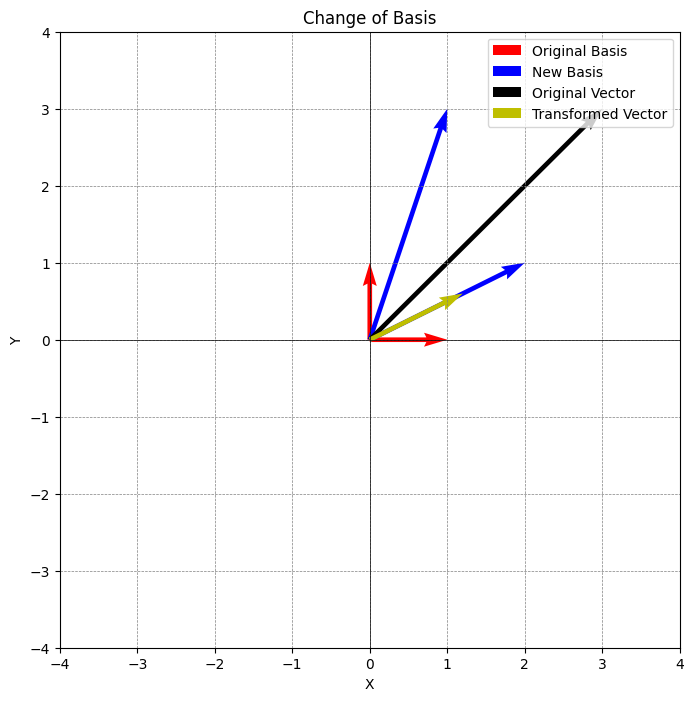 Change of Basis
Original Basis
New Basis
Original Vector
Transformed Vector
4
3
2
1
0
−1
−2
−3
−4
Y
−4
−3
−2
−1
0
1
2
3
4
X